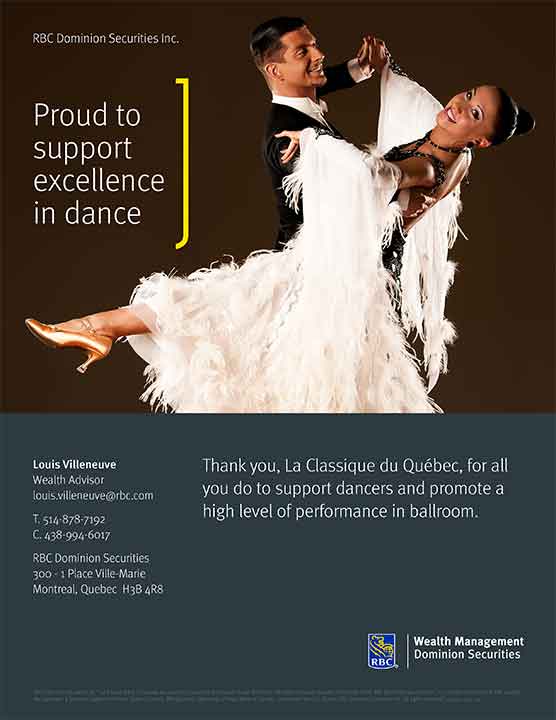 RBC Dominion Securities Inc.
Proud to
support
excellence
in dance
Louis Villeneuve
Wealth Advisor
louis.villeneuve@rbc.com
T. 514-878-7192
C. 438-994-6017
RBC Dominion Securities
300 - 1 Place Ville-Marie
Montreal, Quebec H3B 4R8
Thank you, La Classique du Québec, for all
you do to support dancers and promote a
high level of performance in ballroom.
RBC
Wealth Management
Dominion Securities